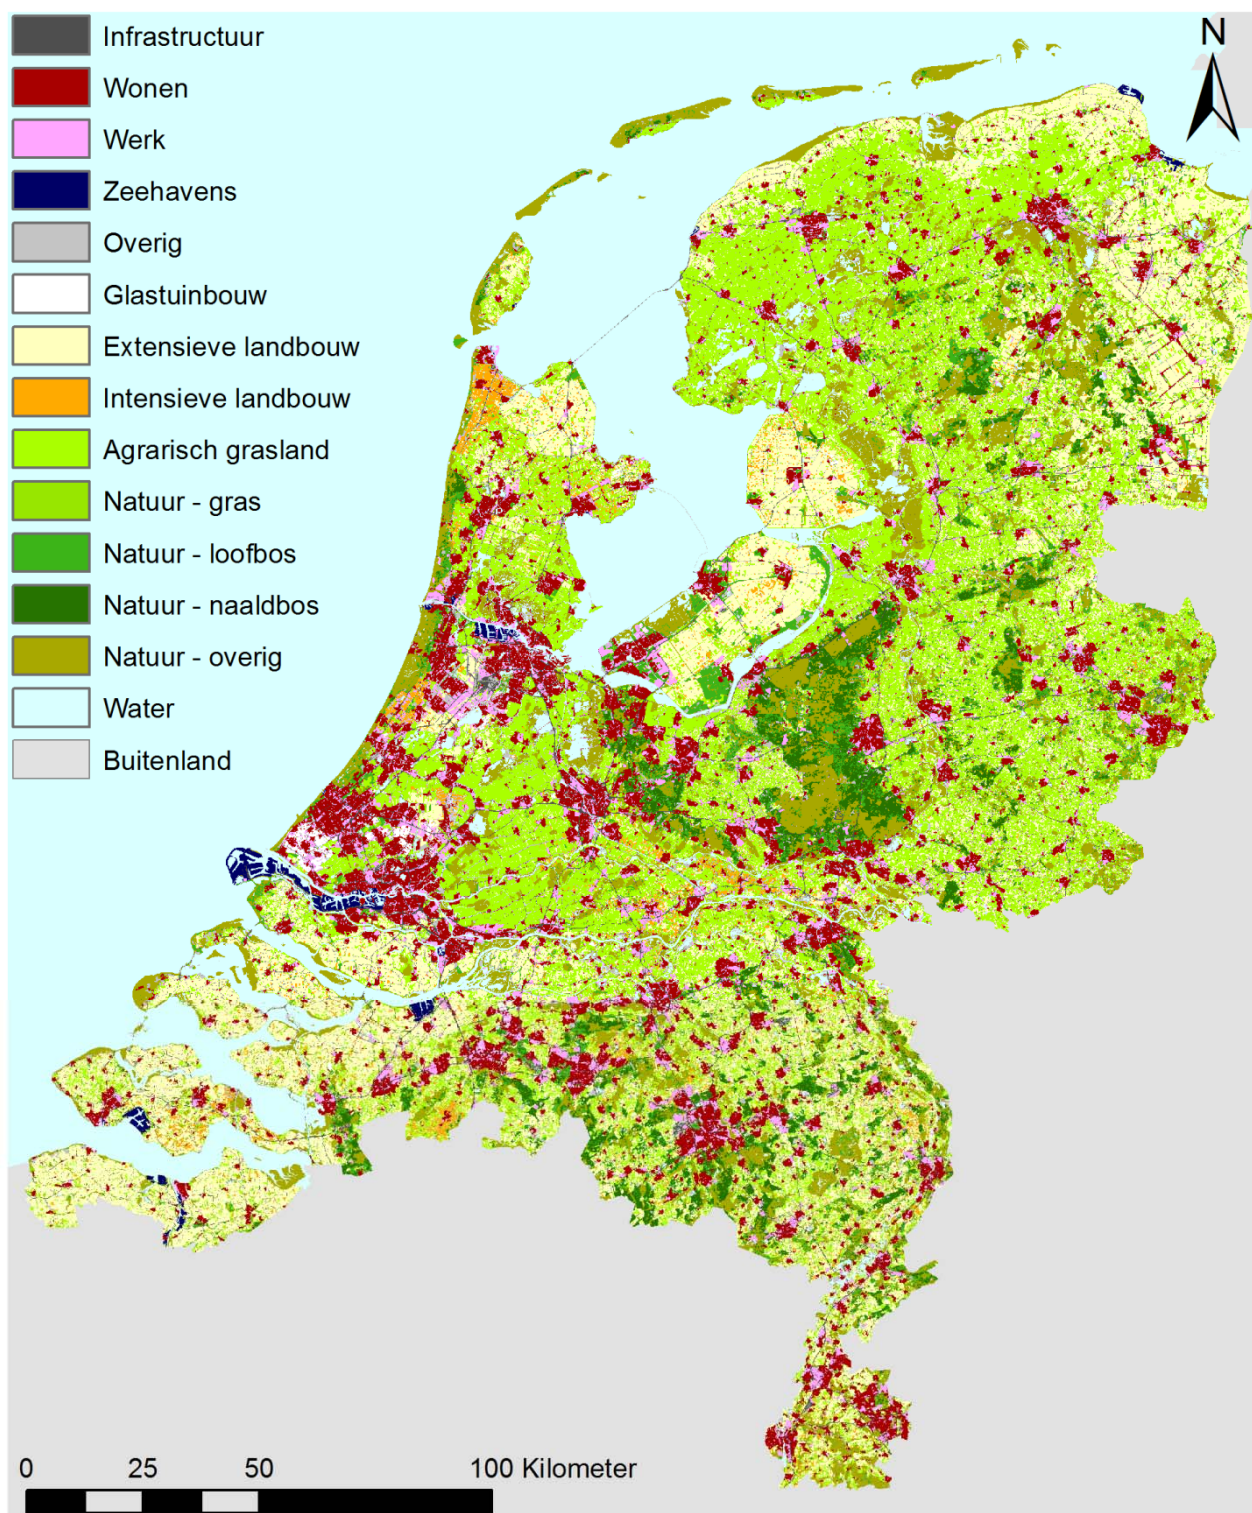 Infrastructuur
Wonen
Werk
Zeehavens
Overig
Glastuinbouw
Extensieve landbouw
Intensieve landbouw
Agrarisch grasland
Natuur - gras
Natuur - loofbos
Natuur - naaldbos
Natuur - overig
Water
Buitenland
N
0 25 50 100 Kilometer